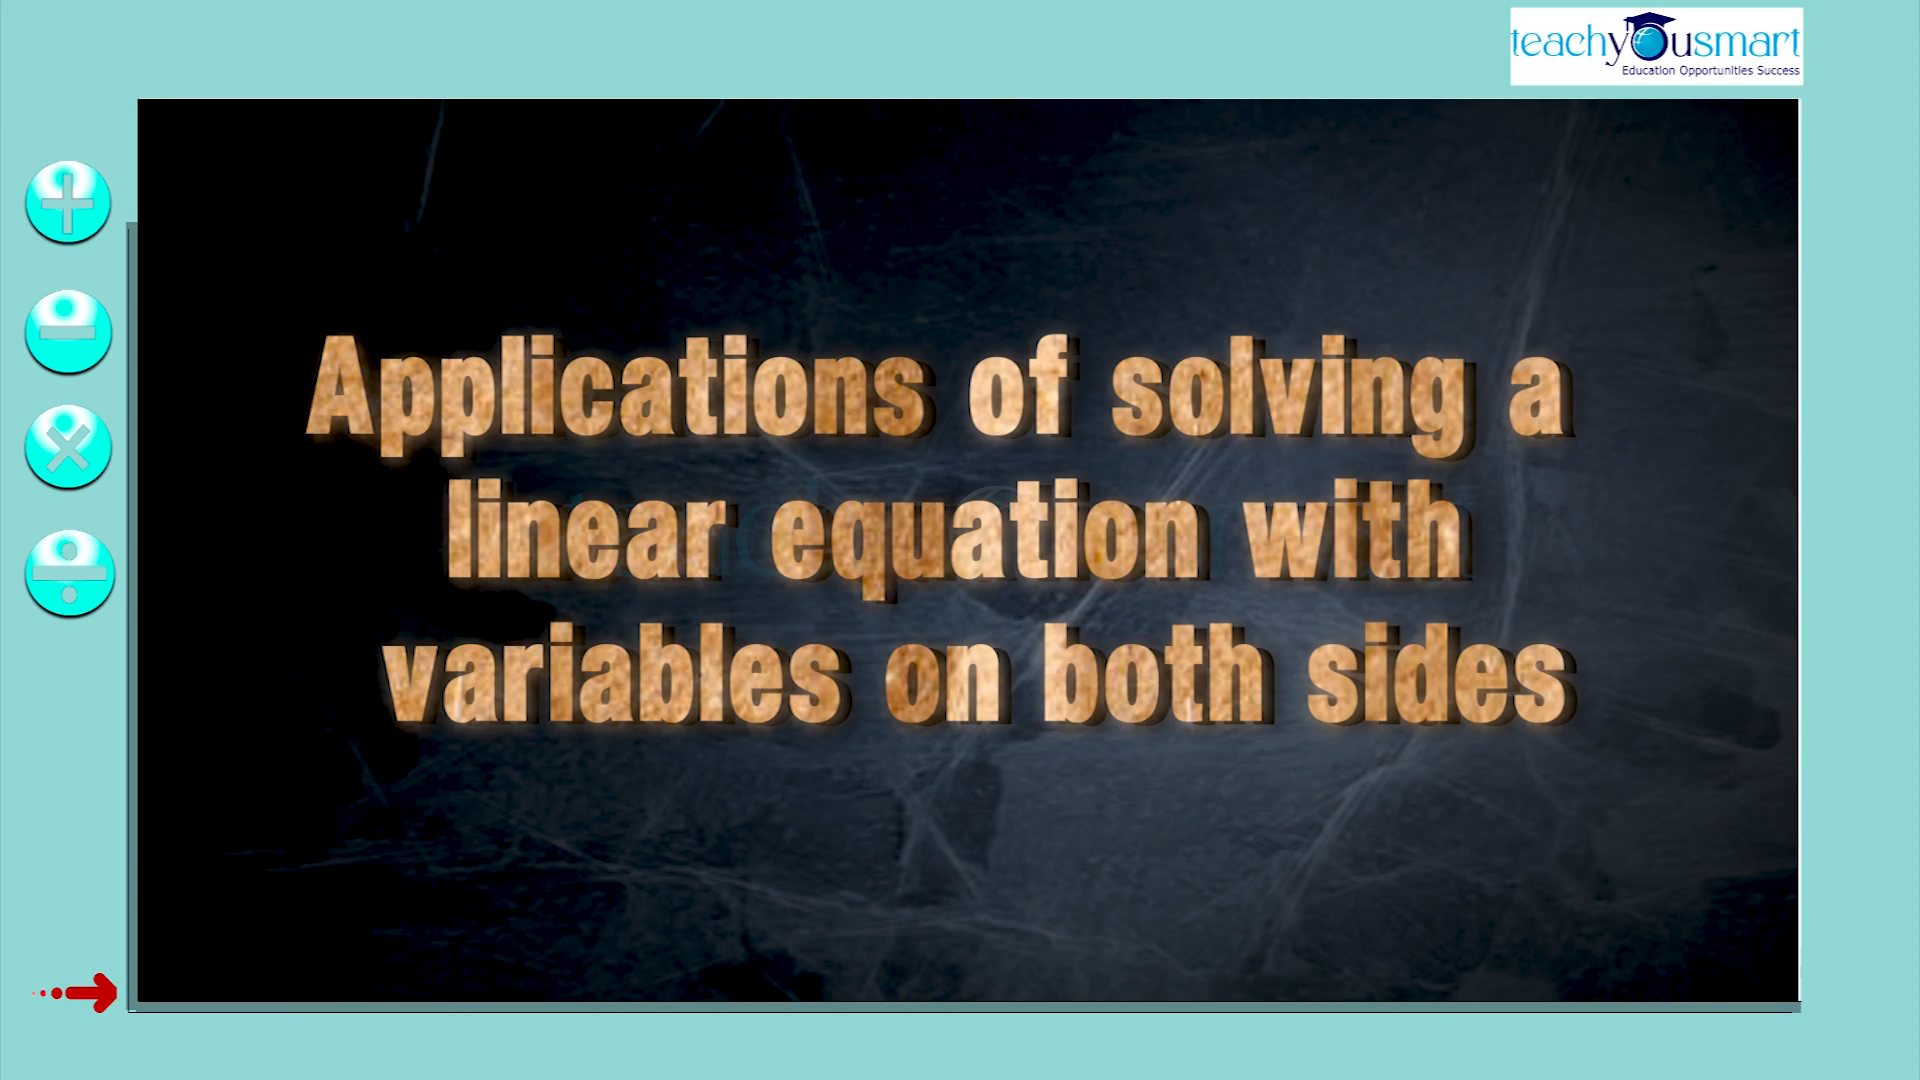 teachyousmart
Education Opportunities Success
Applications of solving a
linear equation with
variables on both sides